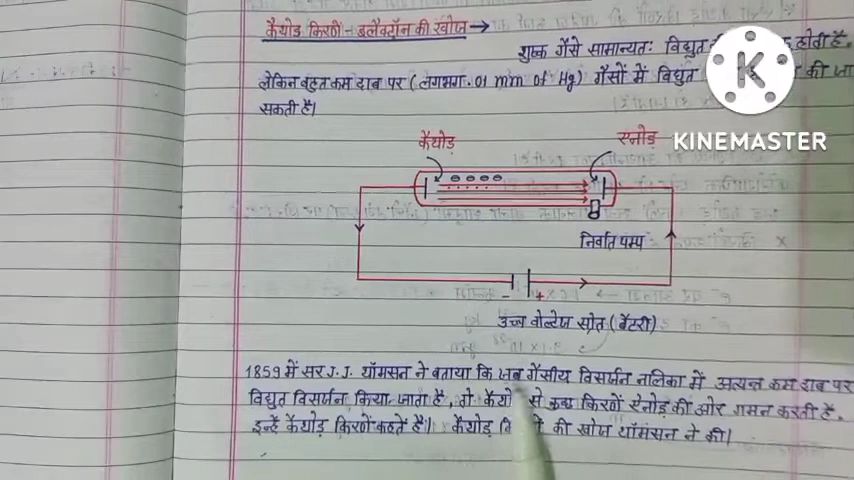 कैथोड किरणें - इलैक्ट्रॉन की खोज →
शुष्क गैसे सामान्यतः विद्युत होती है,
लेकिन बहुत कम दाब पर (लगभग .01 mm of Hg) गैसों में विद्युत की जा
सकती है।
K
KINEMASTER
कैथोड़
एनोड़
निर्वात पम्प
- +
उच्च वोल्टेज स्रोत (बैटरी)
1859 में सर J.J. थॉमसन ने बताया कि जब गैसीय विसर्जन नलिका में अत्यन्त कम दाब पर
विद्युत विसर्जन किया जाता है, तो से कुछ किरणें ऐनोड़ की ओर गमन करती है,
इन्हें कैथोड़ किरणें कहते हैं। कैथोड़ की खोज थॉमसन ने की।